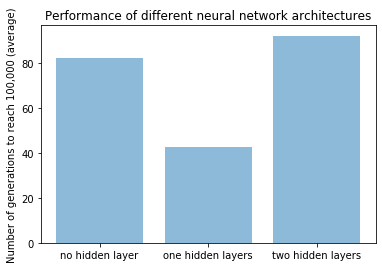 Performance of different neural network architectures
Number of generations to reach 100,000 (average)
80
60
40
20
0
no hidden layer
one hidden layers
two hidden layers